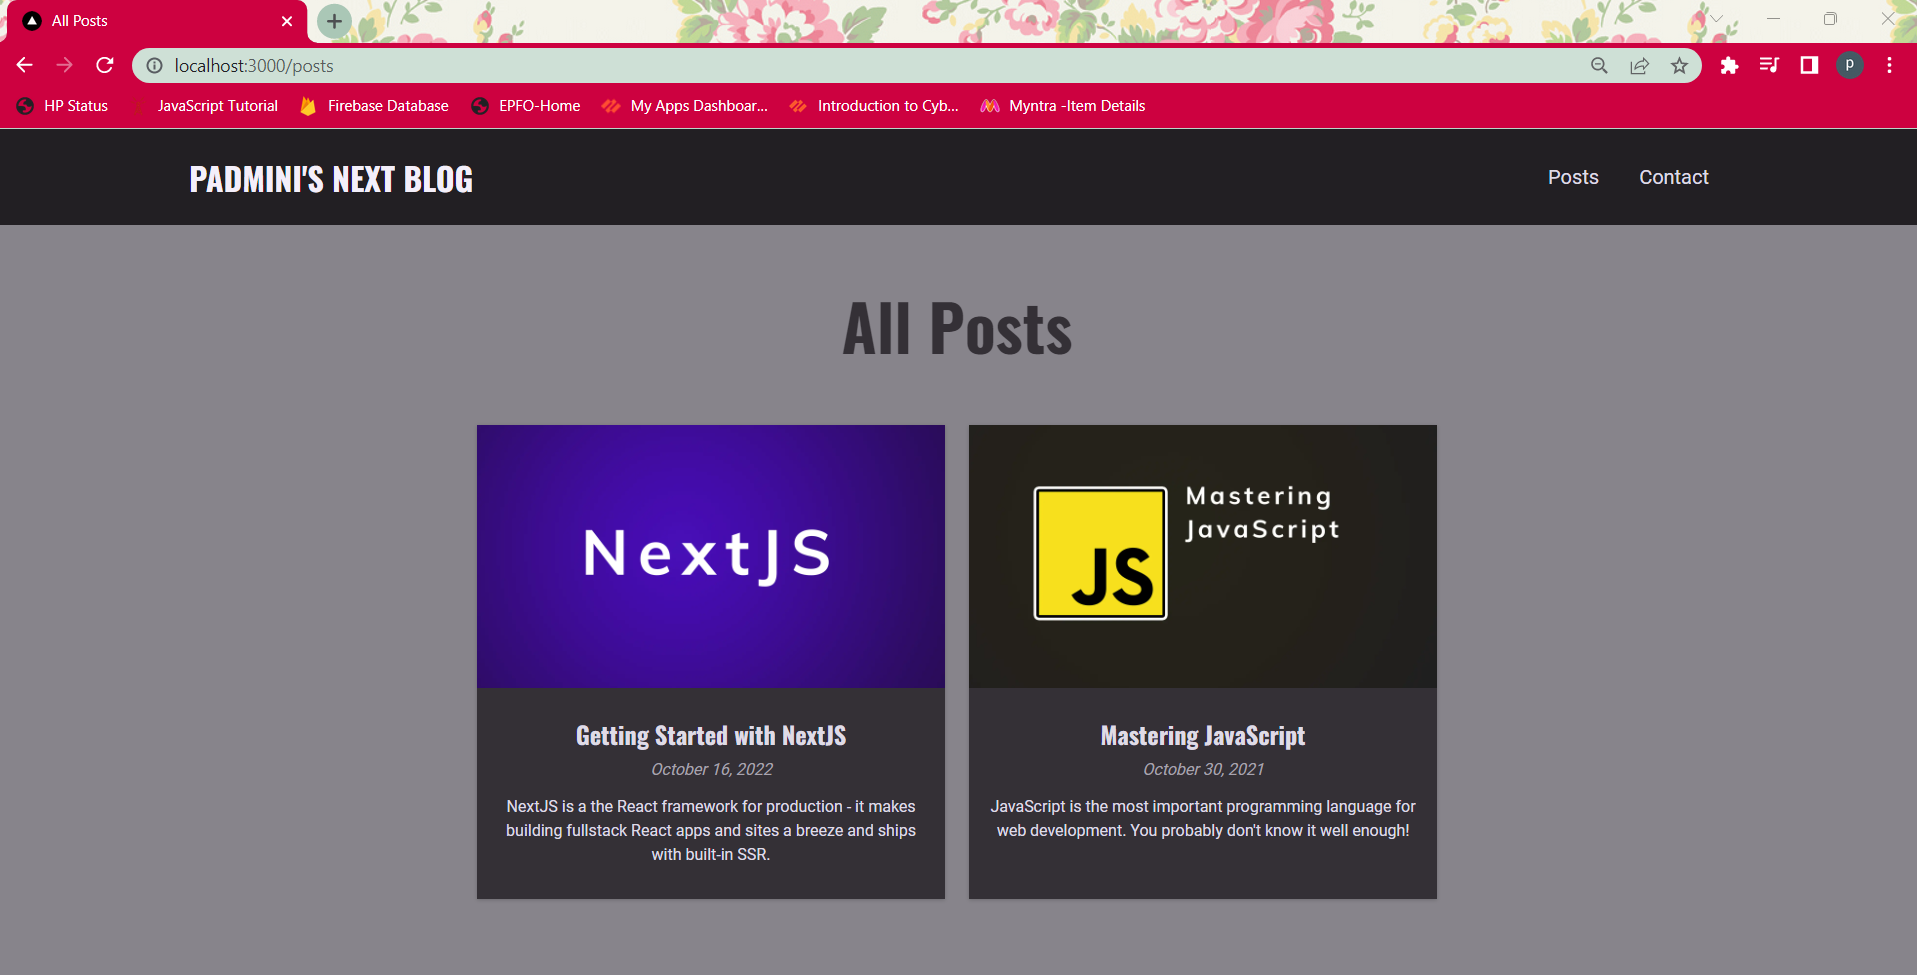 All Posts
localhost:3000/posts
p
HP Status
JavaScript Tutorial
Firebase Database
EPFO-Home
My Apps Dashboar...
Introduction to Cyb...
Myntra -Item Details
PADMINI'S NEXT BLOG
Posts
Contact
All Posts
NextJS
Getting Started with NextJS
October 16, 2022
NextJS is a the React framework for production - it makes
building fullstack React apps and sites a breeze and ships
with built-in SSR.
JS
Mastering
JavaScript
Mastering JavaScript
October 30, 2021
JavaScript is the most important programming language for
web development. You probably don't know it well enough!